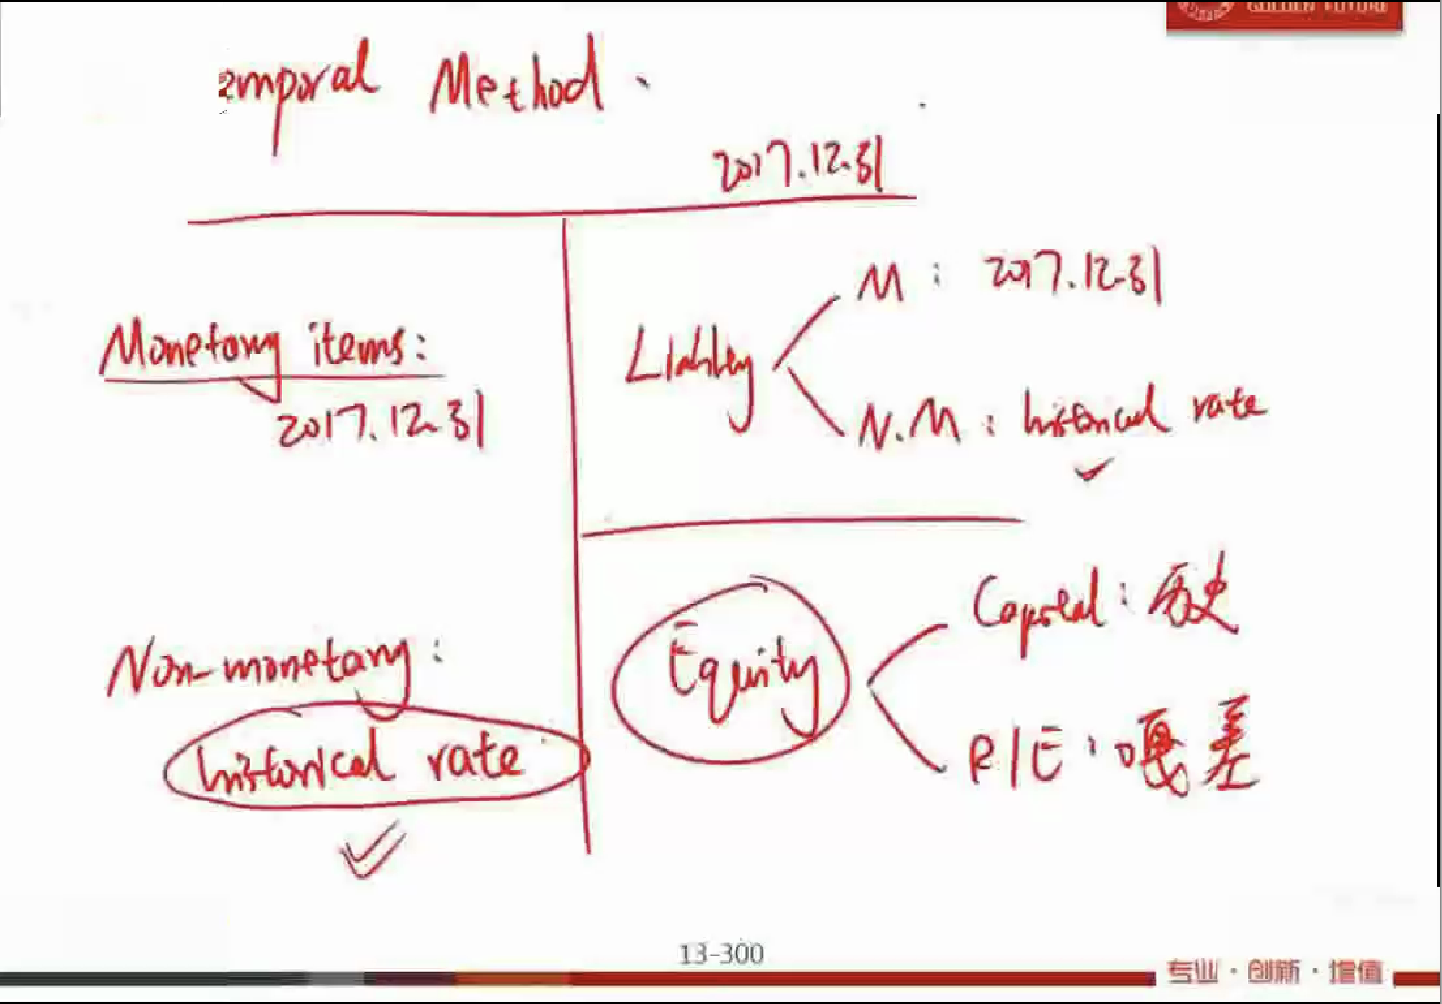 GOLDEN FUTURE
emporal Method.
2017.12.31
Monetary items:
2017.12.31
Non-monetary:
historical rate
Liability
M: 2017.12.31
N.M: historical rate
Equity
Capital: 历史
R/E: 嘎差
13-300
专业·创新·增值